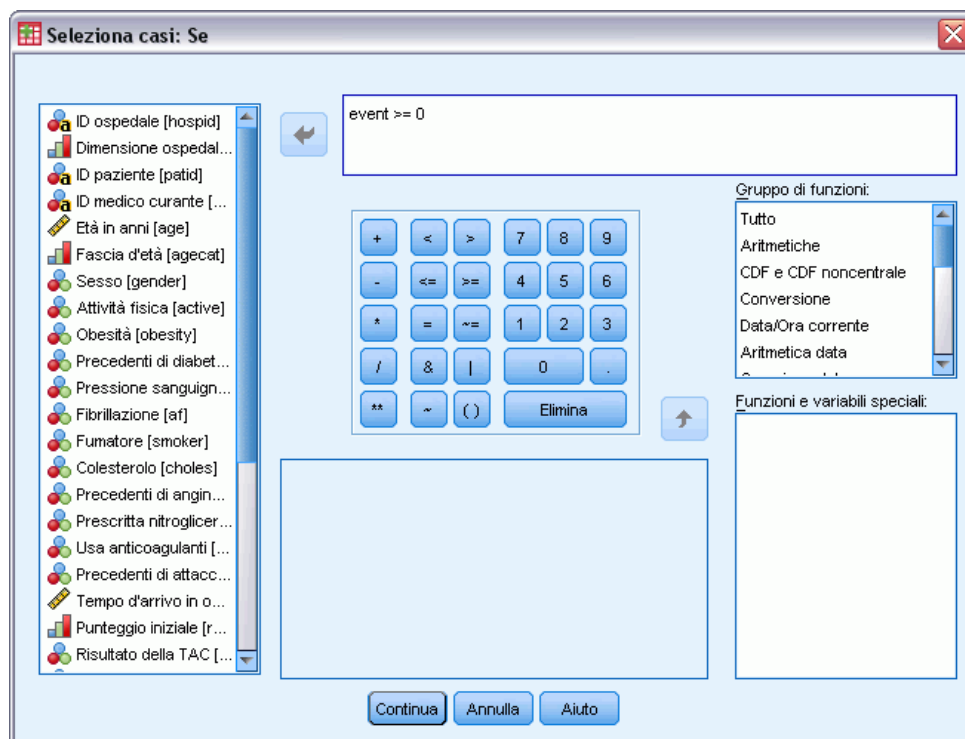 Seleziona casi: Se
ID ospedale [hospid]
Dimensione ospedal...
ID paziente [patid]
ID medico curante [...
Età in anni [age]
Fascia d'età [agecat]
Sesso [gender]
Attività fisica [active]
Obesità [obesity]
Precedenti di diabet...
Pressione sanguign...
Fibrillazione [af]
Fumatore [smoker]
Colesterolo [choles]
Precedenti di angin...
Prescritta nitroglicer...
Usa anticoagulanti [...
Precedenti di attacc...
Tempo d'arrivo in o...
Punteggio iniziale [r...
Risultato della TAC [...
event >= 0
+ < > 7 8 9
- <= >= 4 5 6
* = ~= 1 2 3
/ & | 0 .
** ~ ( ) Elimina
Gruppo di funzioni:
Tutto
Aritmetiche
CDF e CDF noncentrale
Conversione
Data/Ora corrente
Aritmetica data
Funzioni e variabili speciali:
Continua Annulla Aiuto